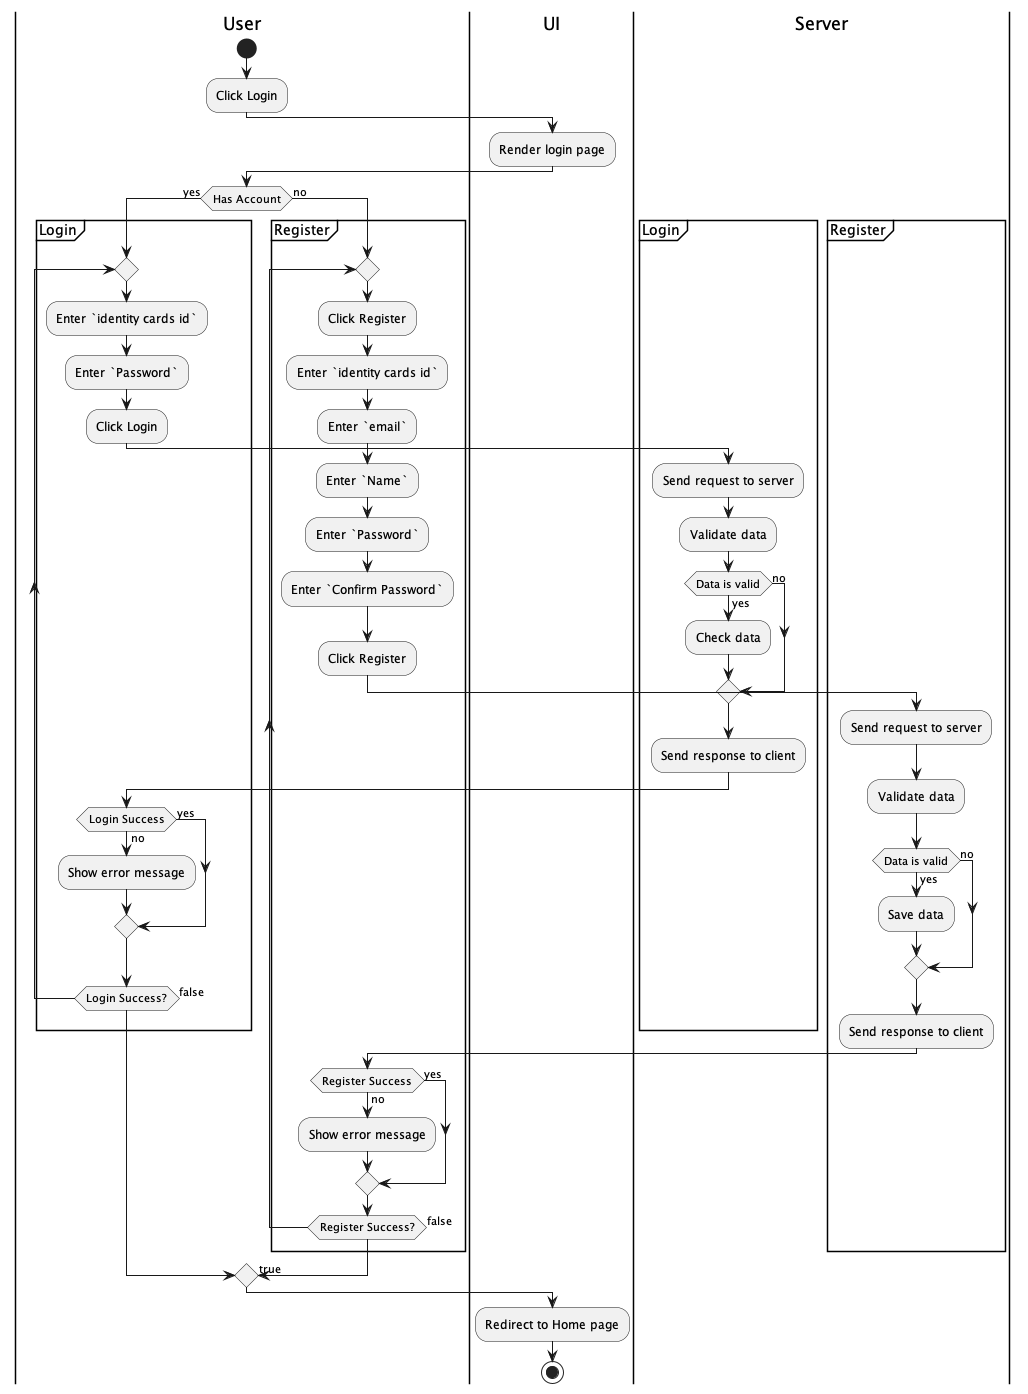 User
UI
Server
Click Login
Render login page
yes
Has Account
no
Login
Register
Login
Register
Enter `identity cards id`
Click Register
Enter `Password`
Enter `identity cards id`
Click Login
Enter `email`
Enter `Name`
Send request to server
Enter `Password`
Validate data
Enter `Confirm Password`
Data is valid
no
yes
Check data
Click Register
Send request to server
Send response to client
Validate data
Login Success
yes
no
Show error message
Data is valid
no
yes
Save data
Login Success?
false
Send response to client
Register Success
yes
no
Show error message
Register Success?
false
true
Redirect to Home page